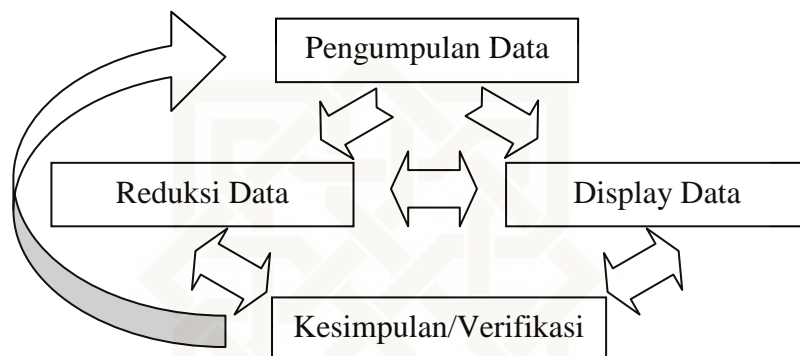 Pengumpulan Data
Reduksi Data
Display Data
Kesimpulan/Verifikasi